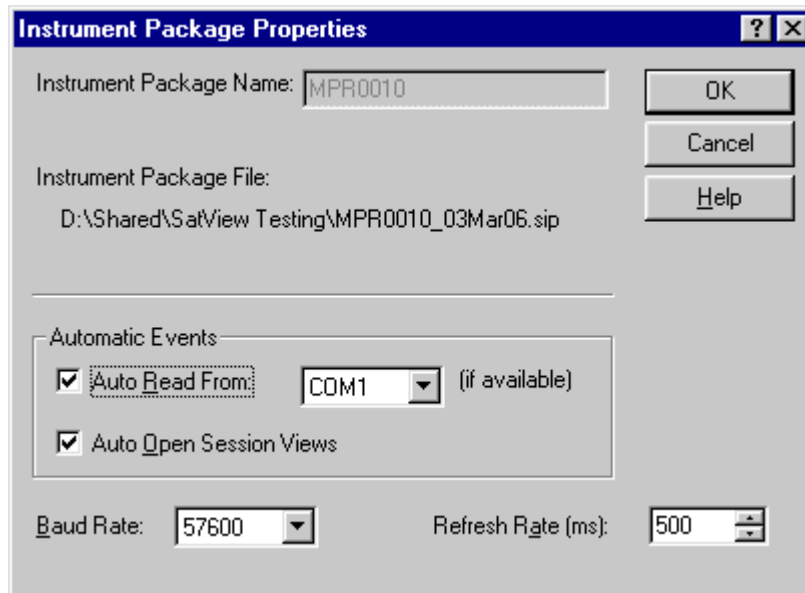 Instrument Package Properties
Instrument Package Name: MPR0010
OK
Cancel
Help
Instrument Package File:
D:\Shared\SatView Testing\MPR0010_03Mar06.sip
Automatic Events
Auto Read From: COM1 (if available)
Auto Open Session Views
Baud Rate: 57600 Refresh Rate (ms): 500